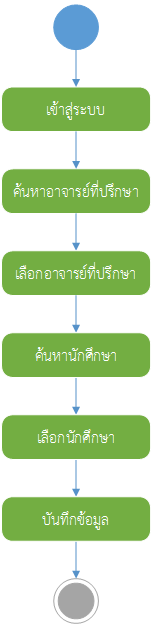 เข้าสู่ระบบ
ค้นหาอาจารย์ที่ปรึกษา
เลือกอาจารย์ที่ปรึกษา
ค้นหานักศึกษา
เลือกนักศึกษา
บันทึกข้อมูล